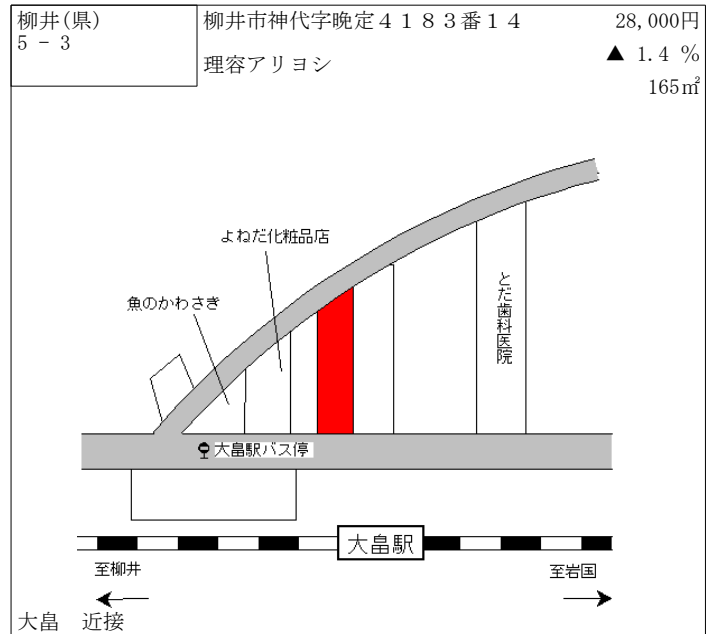 柳井(県)
5 - 3
柳井市神代字晩定４１８３番１４
28,000円
理容アリヨシ
▲ 1.4 %
165㎡
よねだ化粧品店
魚のかわさき
とだ歯科医院
大畠駅バス停
大畠駅
至柳井
至岩国
大畠　近接